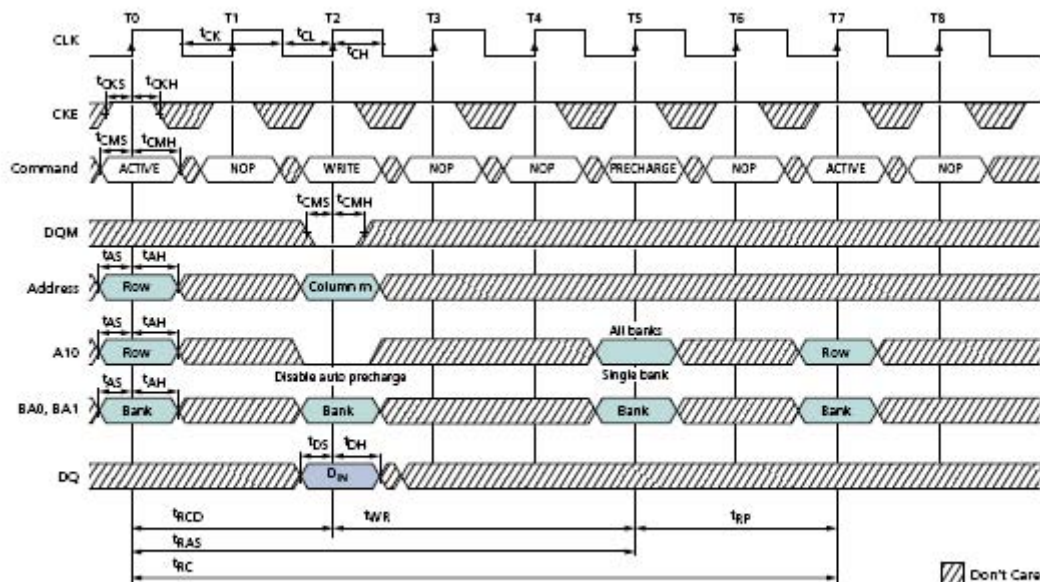 T0 T1 T2 T3 T4 T5 T6 T7 T8
CLK
tCK tCL
tCH
tCKS tCKH
CKE
tCMS tCMH
Command ACTIVE NOP WRITE NOP NOP PRECHARGE NOP ACTIVE NOP
tCMS tCMH
DQM
tAS tAH
Address Row Column m
tAS tAH
All banks
A10 Row Row
Disable auto precharge Single bank
tAS tAH
BA0, BA1 Bank Bank Bank Bank
tDS tDH
DQ DIN
tRCD tWR tRP
tRAS
tRC
Don't Care